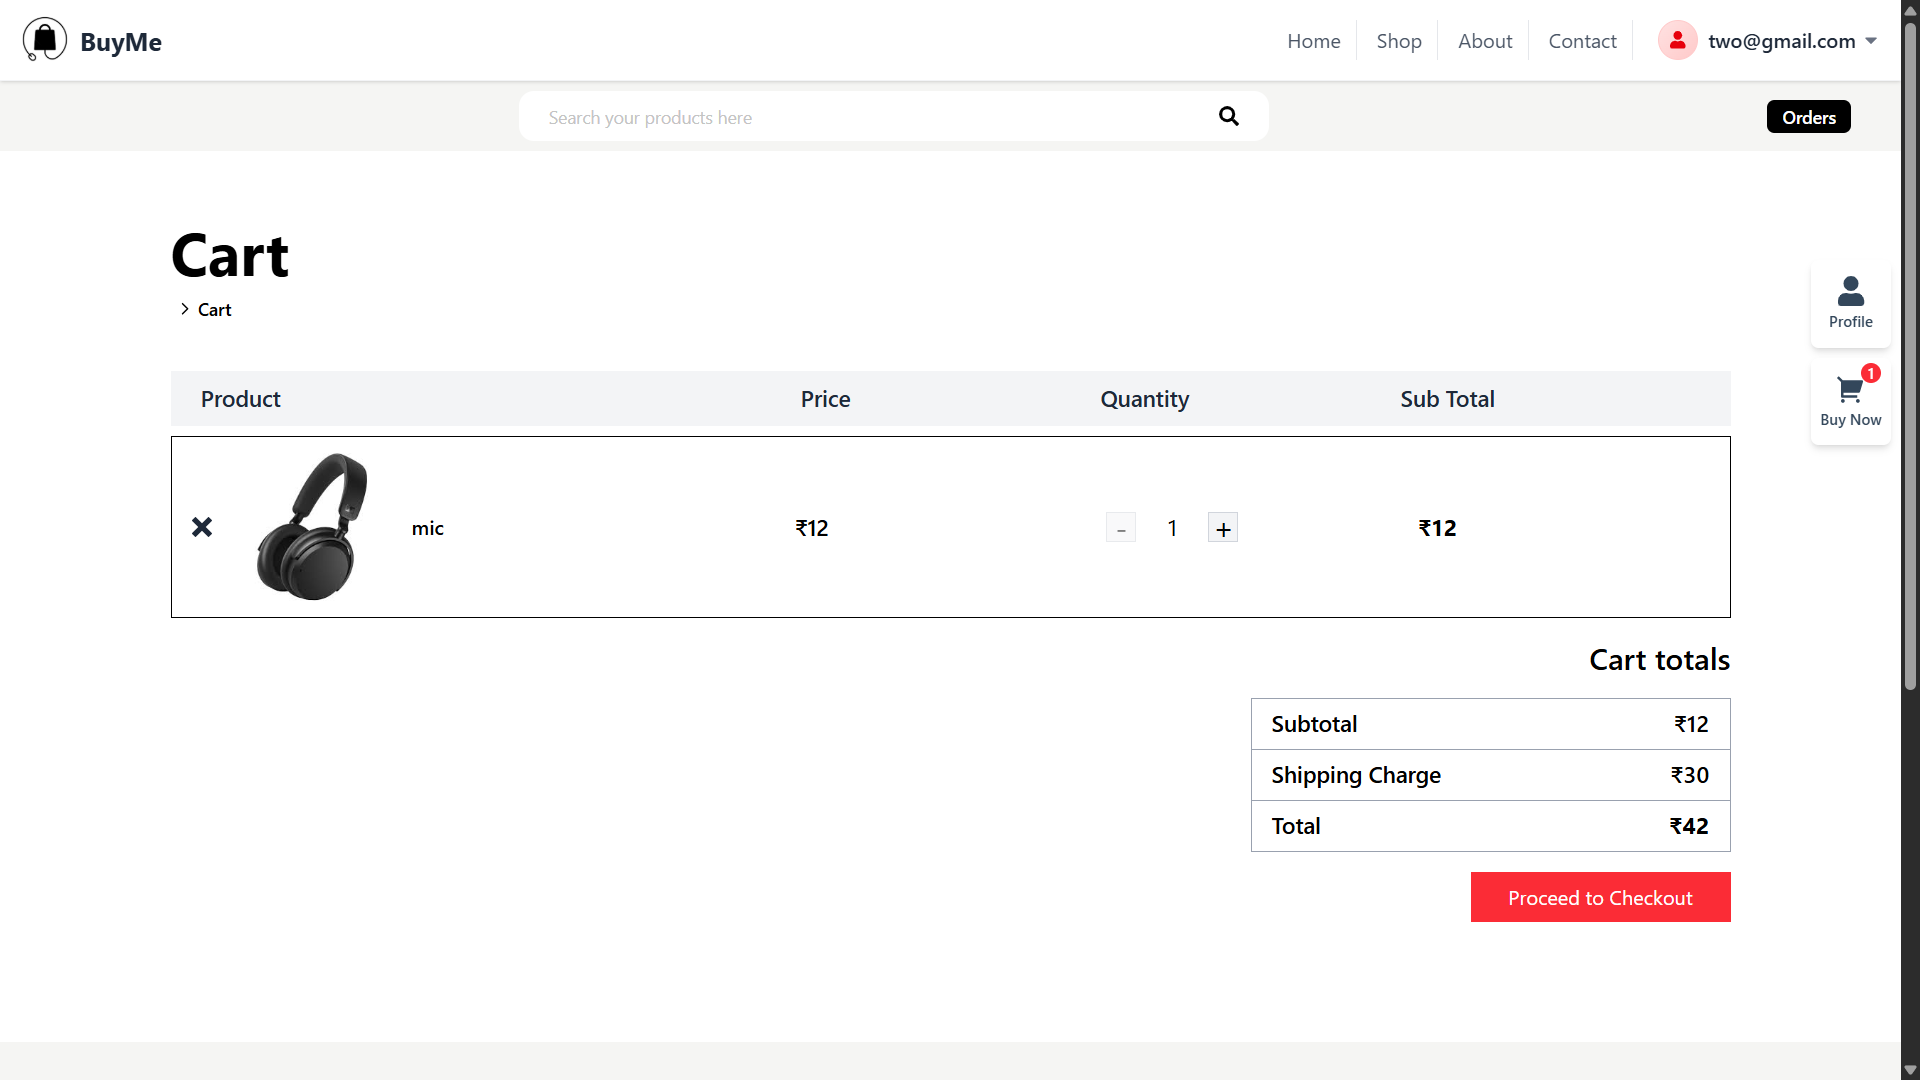 BuyMe
Home Shop About Contact two@gmail.com
Search your products here
Orders
Cart
Cart
Profile
1
Buy Now
Product Price Quantity Sub Total
mic ₹12 - 1 + ₹12
Cart totals
Subtotal ₹12
Shipping Charge ₹30
Total ₹42
Proceed to Checkout